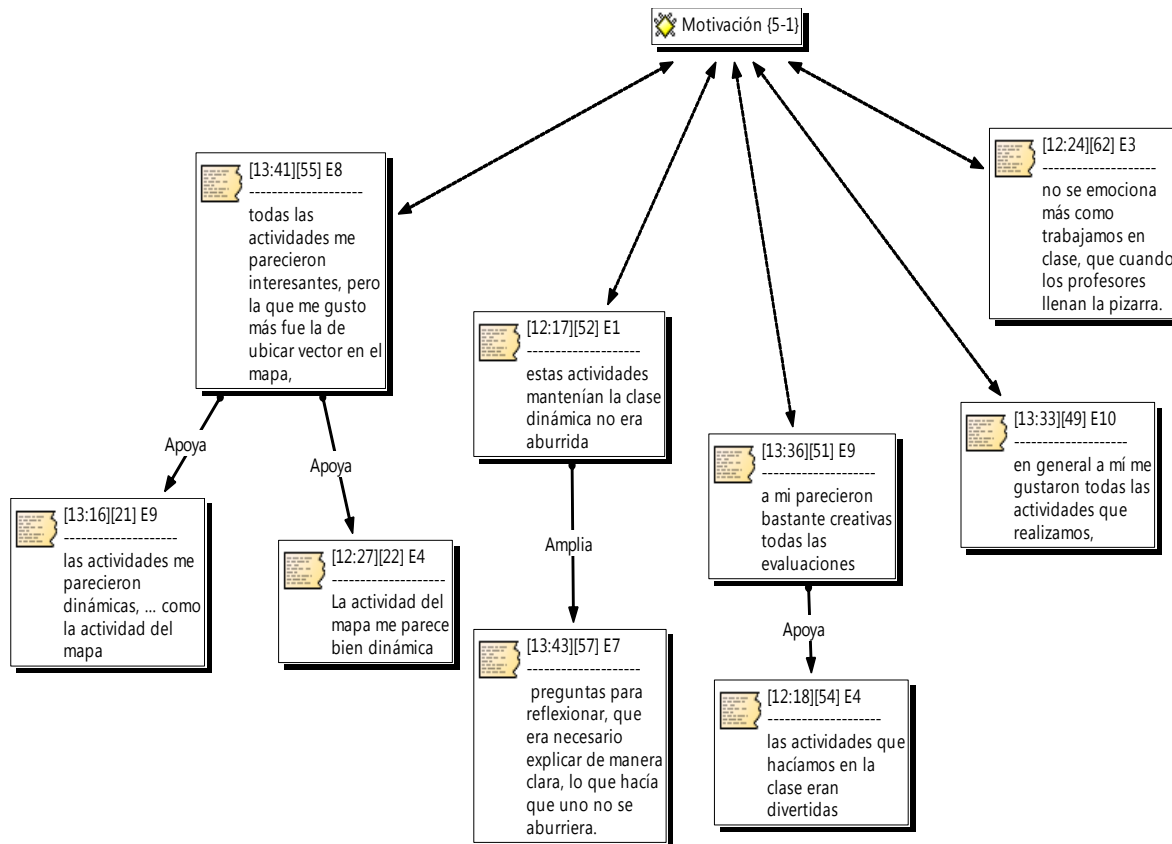 Motivación {5-1}
[13:41][55] E8
--------------------
todas las
actividades me
parecieron
interesantes, pero
la que me gusto
más fue la de
ubicar vector en el
mapa,
[12:24][62] E3
--------------------
no se emociona
más como
trabajamos en
clase, que cuando
los profesores
llenan la pizarra.
[12:17][52] E1
--------------------
estas actividades
mantenían la clase
dinámica no era
aburrida
[13:36][51] E9
--------------------
a mi parecieron
bastante creativas
todas las
evaluaciones
[13:33][49] E10
--------------------
en general a mí me
gustaron todas las
actividades que
realizamos,
Apoya
Apoya
Amplia
Apoya
[13:16][21] E9
--------------------
las actividades me
parecieron
dinámicas, ... como
la actividad del
mapa
[12:27][22] E4
--------------------
La actividad del
mapa me parece
bien dinámica
[13:43][57] E7
--------------------
preguntas para
reflexionar, que
era necesario
explicar de manera
clara, lo que hacía
que uno no se
aburriera.
[12:18][54] E4
--------------------
las actividades que
hacíamos en la
clase eran
divertidas